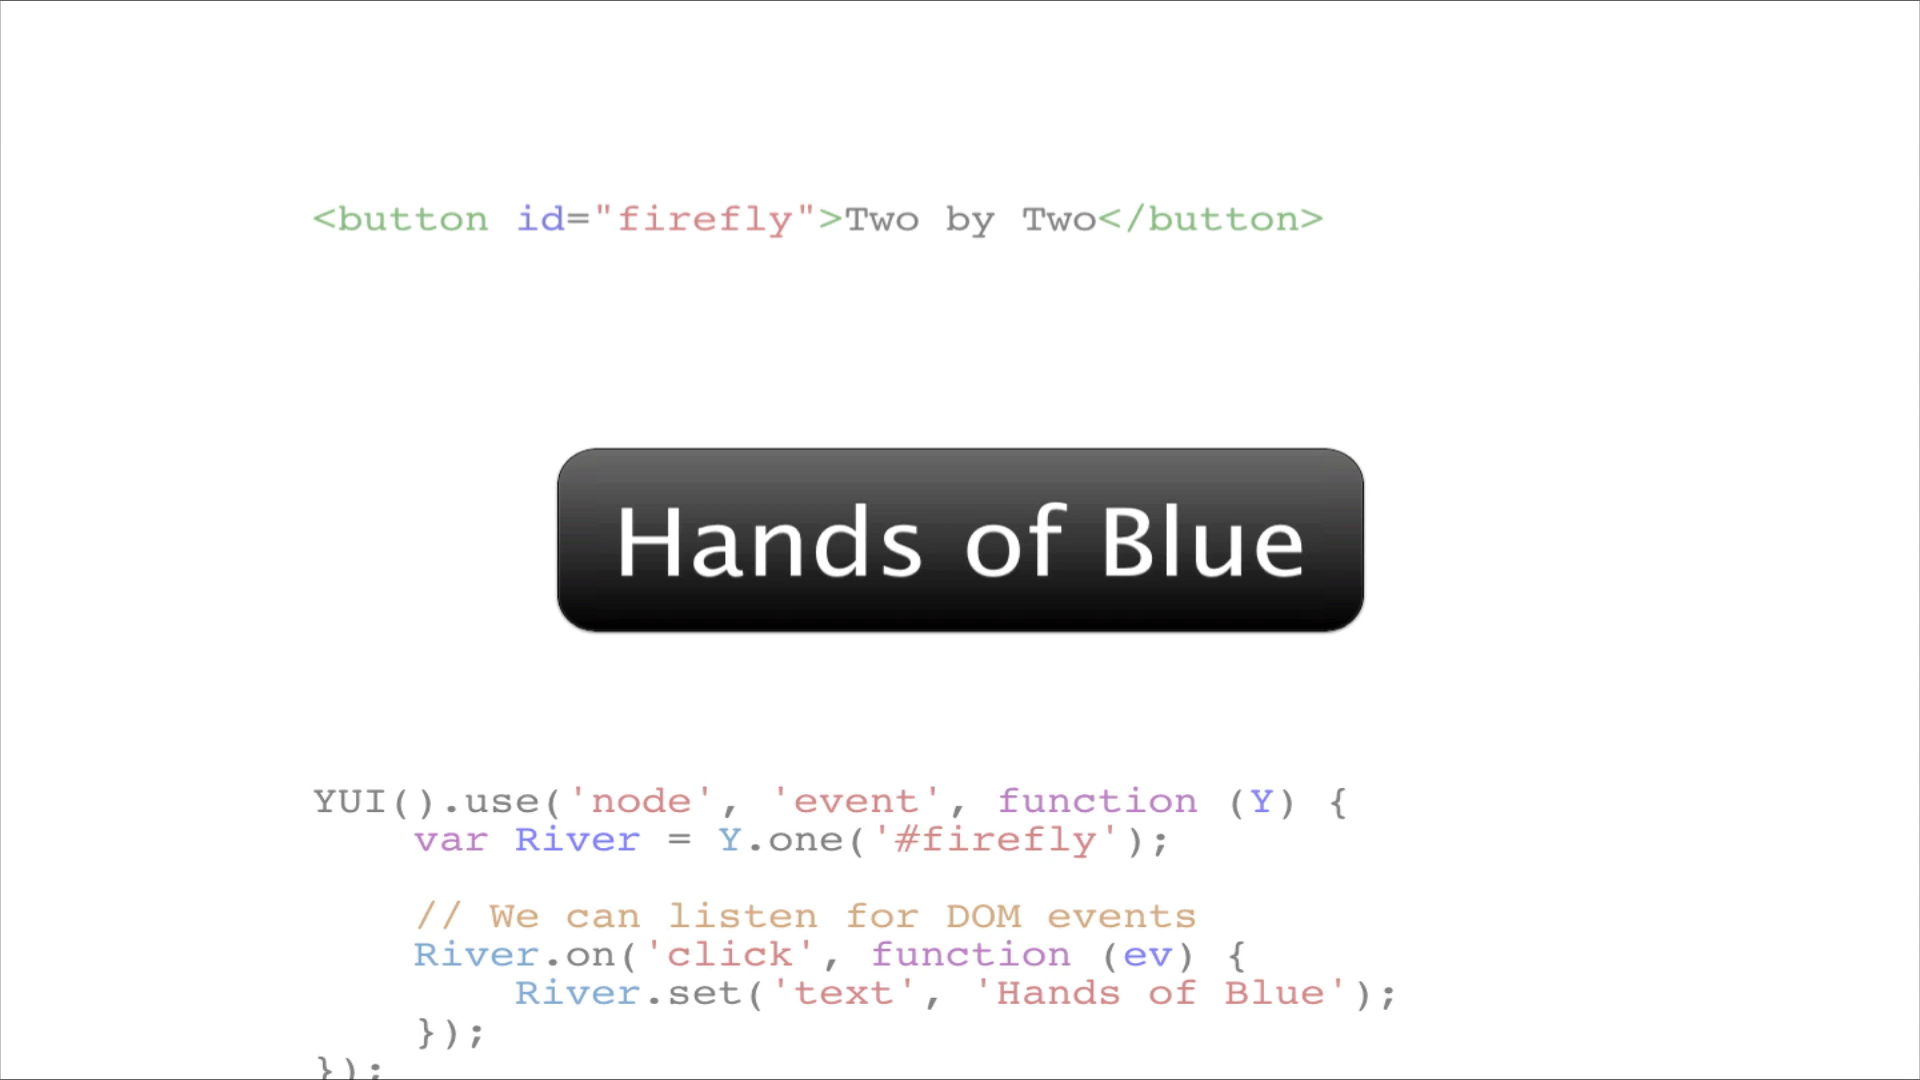 <button id="firefly">Two by Two</button>
Hands of Blue
YUI().use('node', 'event', function (Y) {
    var River = Y.one('#firefly');
    // We can listen for DOM events
    River.on('click', function (ev) {
        River.set('text', 'Hands of Blue');
    });
});